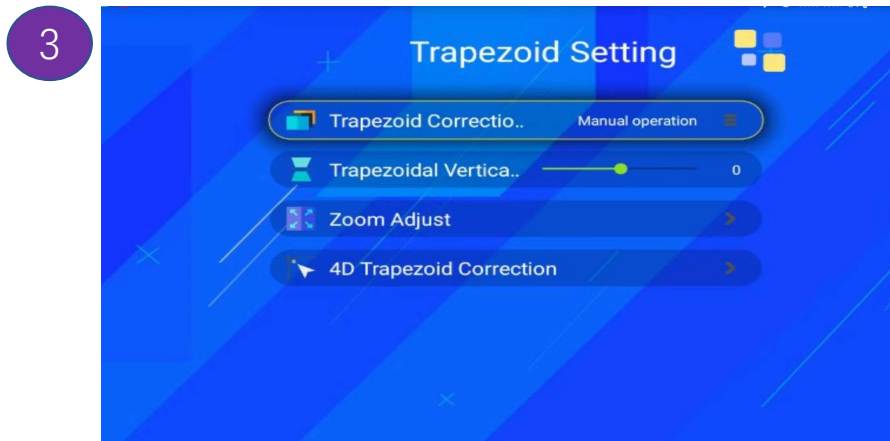 3
Trapezoid Setting
Trapezoid Correctio.. Manual operation
Trapezoidal Vertica.. 0
Zoom Adjust
4D Trapezoid Correction